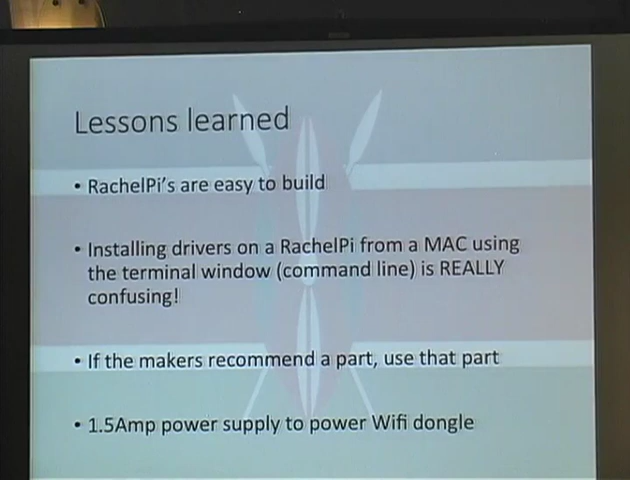 Lessons learned
• RachelPi's are easy to build
• Installing drivers on a RachelPi from a MAC using
the terminal window (command line) is REALLY
confusing!
• If the makers recommend a part, use that part
• 1.5Amp power supply to power Wifi dongle